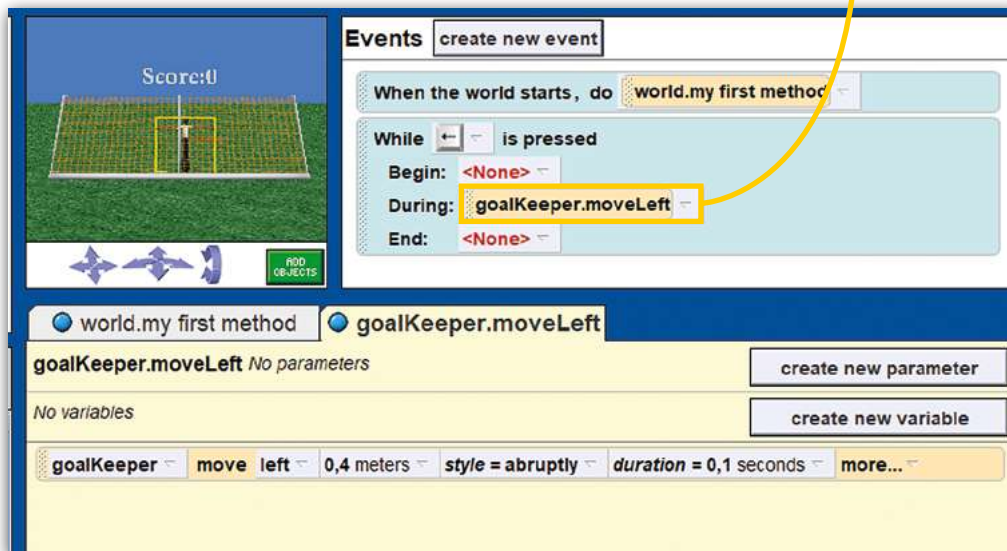 Events create new event
Score:0
When the world starts, do world.my first method
While ← is pressed
Begin: <None>
During: goalKeeper.moveLeft
End: <None>
ADD OBJECTS
world.my first method goalKeeper.moveLeft
goalKeeper.moveLeft No parameters create new parameter
No variables create new variable
goalKeeper move left 0,4 meters style = abruptly duration = 0,1 seconds more...